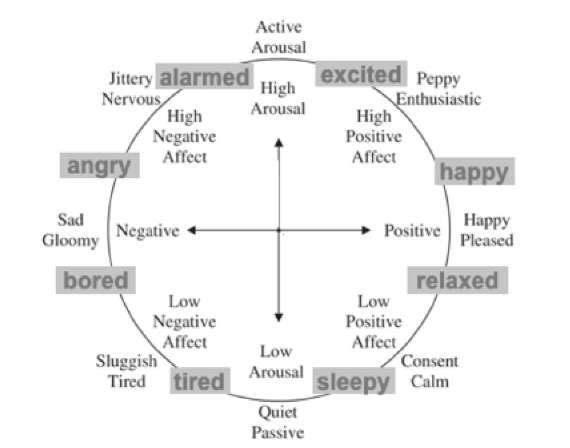 Active
Arousal
alarmed
excited
Jittery
Nervous
Peppy
Enthusiastic
High
Arousal
High
Negative
Affect
High
Positive
Affect
angry
happy
Sad
Gloomy
Negative
Positive
Happy
Pleased
bored
relaxed
Low
Negative
Affect
Low
Positive
Affect
Low
Arousal
Sluggish
Tired
tired
sleepy
Consent
Calm
Quiet
Passive